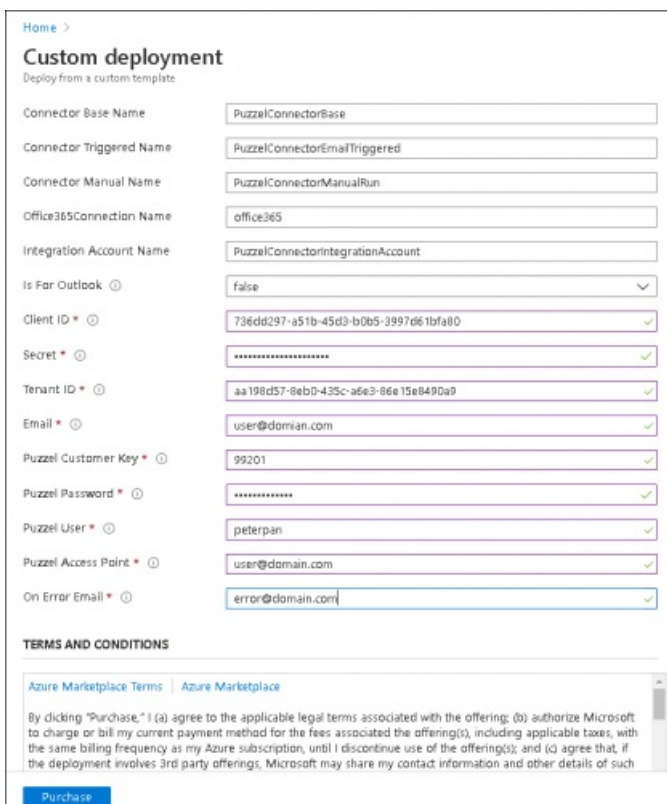 Home >
Custom deployment
Deploy from a custom template
Connector Base Name PuzzelConnectorBase
Connector Triggered Name PuzzelConnectorEmailTriggered
Connector Manual Name PuzzelConnectorManualRun
Office365Connection Name office365
Integration Account Name PuzzelConnectorIntegrationAccount
Is For Outlook false
Client ID * 736dd297-a51b-45d3-b0b5-3997d61bfa80
Secret * •••••••••••••••••••••
Tenant ID * aa198d57-8eb0-435c-a6e3-86e15e8490a9
Email * user@domian.com
Puzzel Customer Key * 99201
Puzzel Password * •••••••••••••
Puzzel User * peterpan
Puzzel Access Point * user@domain.com
On Error Email * error@domain.com
TERMS AND CONDITIONS
Azure Marketplace Terms | Azure Marketplace
By clicking "Purchase," I (a) agree to the applicable legal terms associated with the offering; (b) authorize Microsoft
to charge or bill my current payment method for the fees associated the offering(s), including applicable taxes, with
the same billing frequency as my Azure subscription, until I discontinue use of the offering(s); and (c) agree that, if
the deployment involves 3rd party offerings, Microsoft may share my contact information and other details of such
Purchase